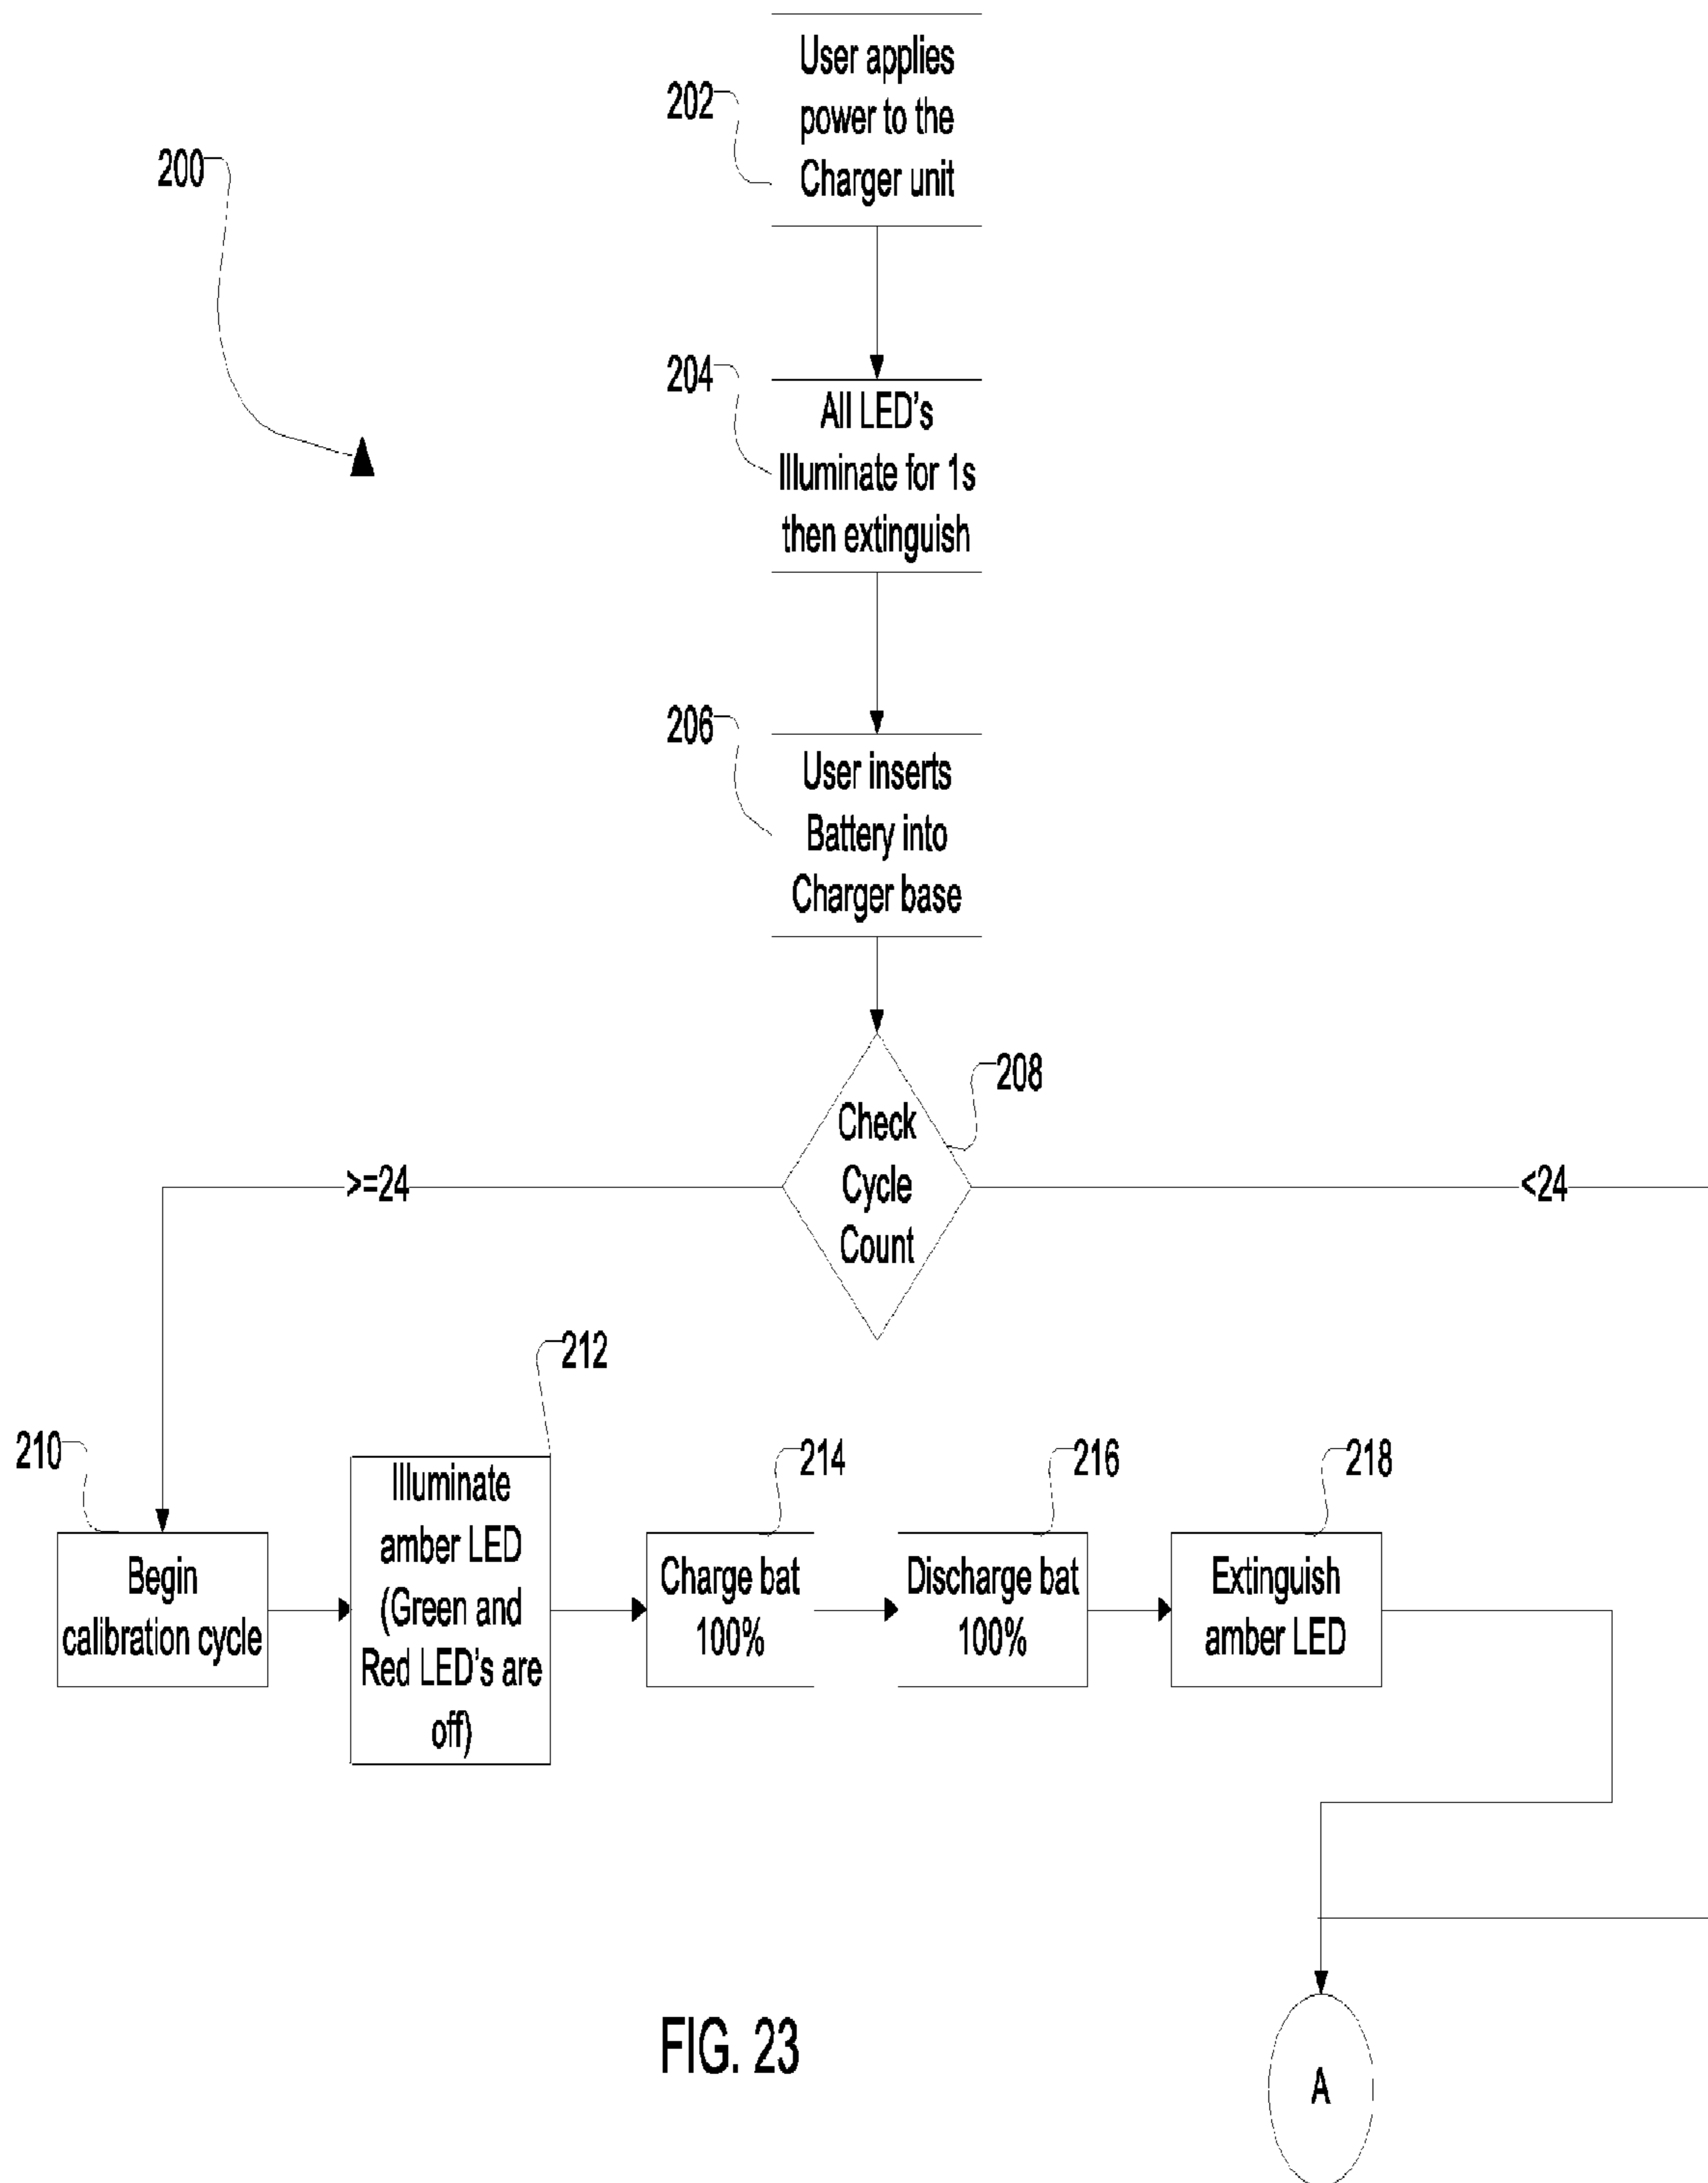 User applies
power to the
Charger unit
202
200
204
All LED's
Illuminate for 1s
then extinguish
206
User inserts
Battery into
Charger base
208
Check
Cycle
Count
>=24
<24
212
210
214
216
218
Begin
calibration cycle
Illuminate
amber LED
(Green and
Red LED's are
off)
Charge bat
100%
Discharge bat
100%
Extinguish
amber LED
FIG. 23
A